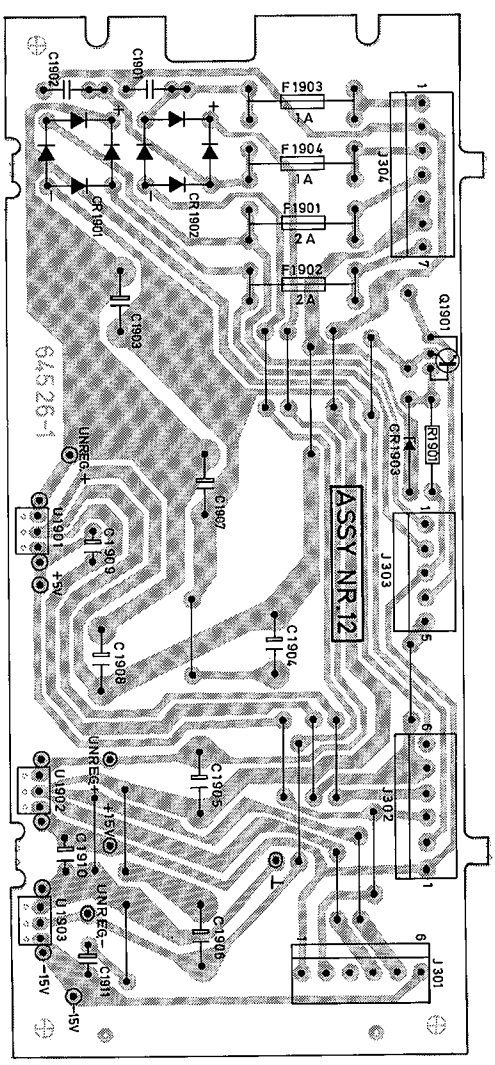 C1902
C1901
F1903
1A
1
+
+
F1904
1A
J304
−
−
CR1901
CR1902
F1901
2A
7
F1902
2A
C1903
Q1901
64526-1
UNREG.+
CR1903
R1901
C1907
U1901
C1909
ASSY NR.12
1
J303
+5V
5
C1908
C1904
6
UNREG+
U1902
C1905
J302
+15V
C1910
1
⊥
UNREG-
U1903
C1906
1
6
J301
-15V
C1911
-15V